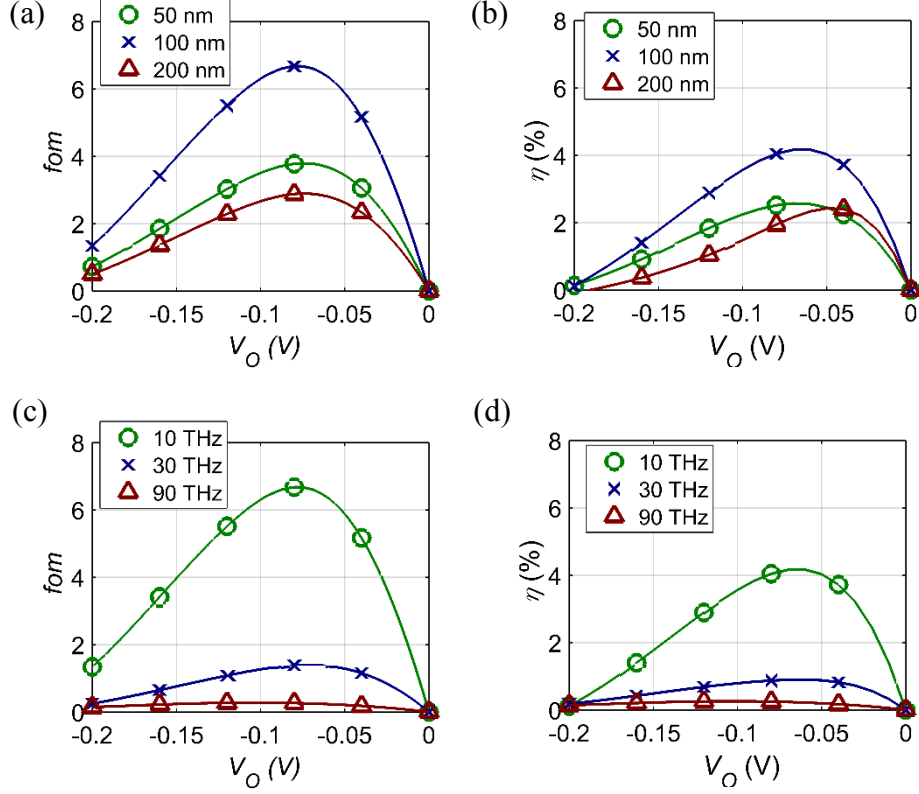 (a)
50 nm
100 nm
200 nm
8
6
4
2
0
fom
-0.2
-0.15
-0.1
-0.05
0
V_O (V)
(b)
50 nm
100 nm
200 nm
8
6
4
2
0
η (%)
-0.2
-0.15
-0.1
-0.05
0
V_O (V)
(c)
10 THz
30 THz
90 THz
8
6
4
2
0
fom
-0.2
-0.15
-0.1
-0.05
0
V_O (V)
(d)
10 THz
30 THz
90 THz
8
6
4
2
0
η (%)
-0.2
-0.15
-0.1
-0.05
0
V_O (V)